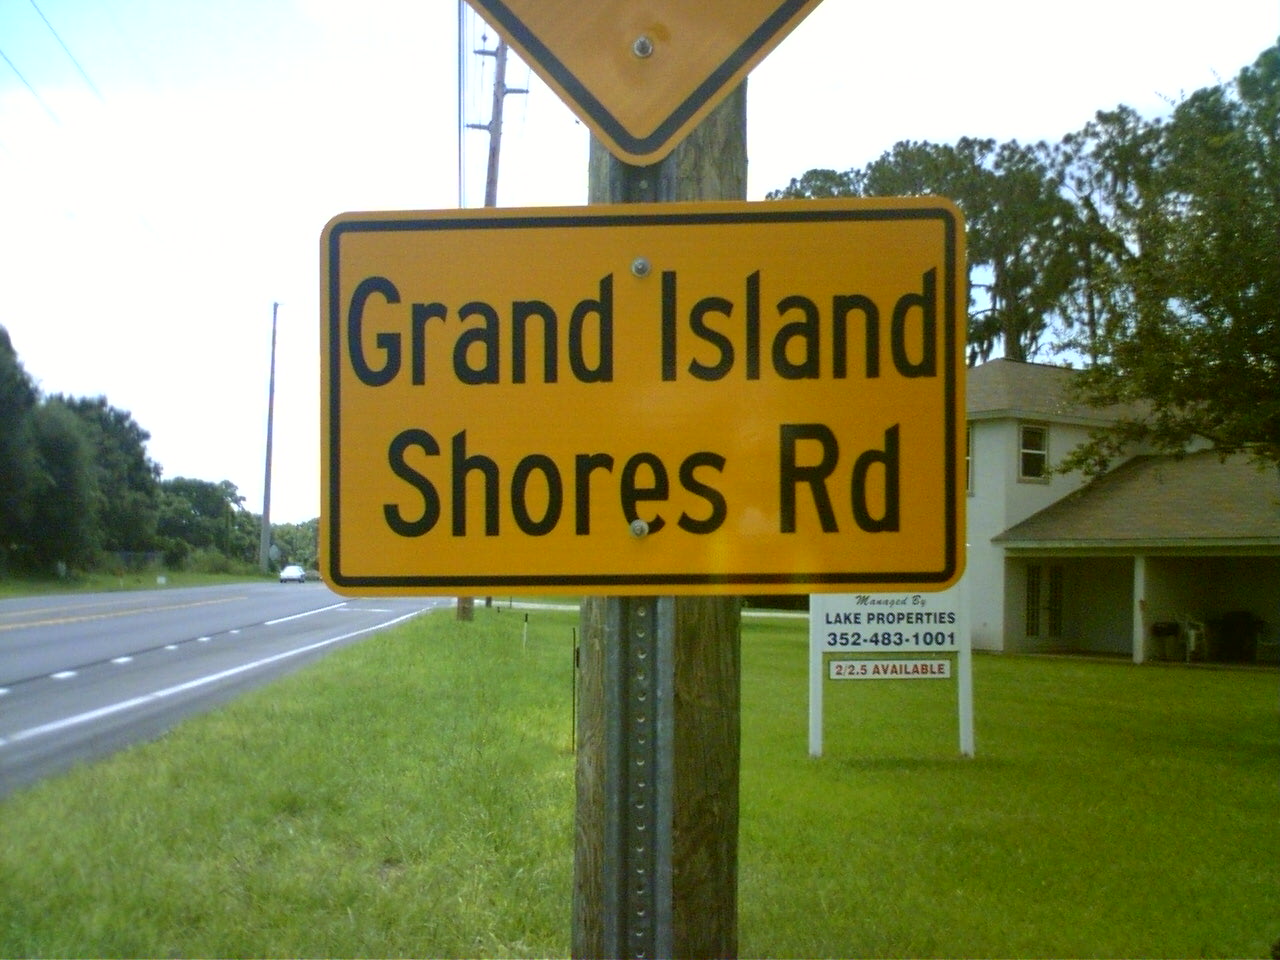 Grand Island
Shores Rd
Managed By
LAKE PROPERTIES
352-483-1001
2/2.5 AVAILABLE